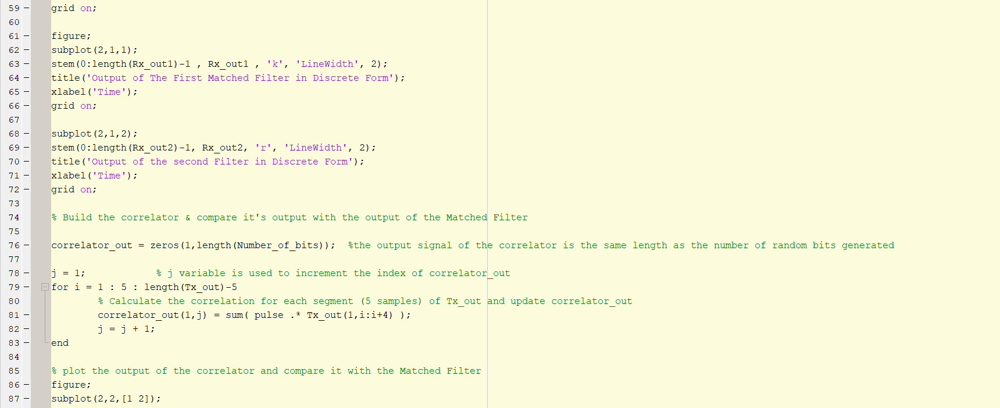 59 grid on;
60
61 figure;
62 subplot(2,1,1);
63 stem(0:length(Rx_out1)-1 , Rx_out1 , 'k', 'LineWidth', 2);
64 title('Output of The First Matched Filter in Discrete Form');
65 xlabel('Time');
66 grid on;
67
68 subplot(2,1,2);
69 stem(0:length(Rx_out2)-1, Rx_out2, 'r', 'LineWidth', 2);
70 title('Output of the second Filter in Discrete Form');
71 xlabel('Time');
72 grid on;
73
74 % Build the correlator & compare it's output with the output of the Matched Filter
75
76 correlator_out = zeros(1,length(Number_of_bits));  %the output signal of the correlator is the same length as the number of random bits generated
77
78 j = 1;            % j variable is used to increment the index of correlator_out
79 for i = 1 : 5 : length(Tx_out)-5
80         % Calculate the correlation for each segment (5 samples) of Tx_out and update correlator_out
81         correlator_out(1,j) = sum( pulse .* Tx_out(1,i:i+4) );
82         j = j + 1;
83 end
84
85 % plot the output of the correlator and compare it with the Matched Filter
86 figure;
87 subplot(2,2,[1 2]);